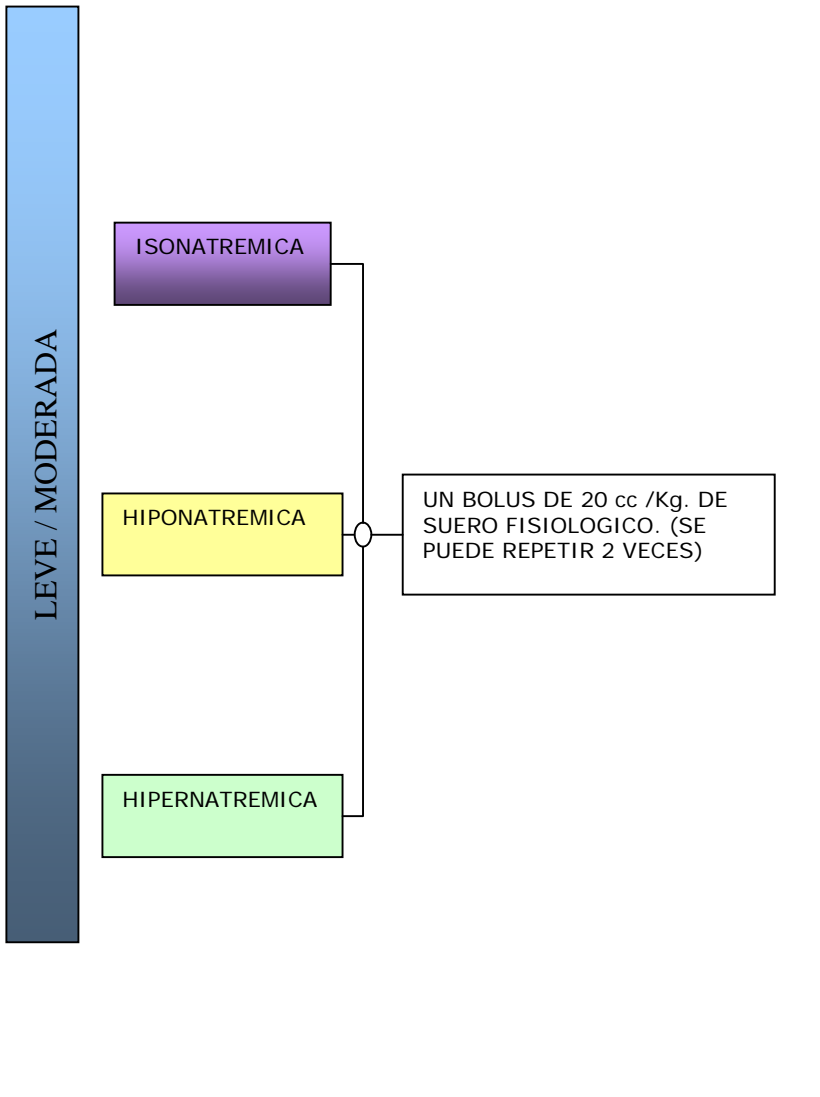 LEVE / MODERADA
ISONATREMICA
HIPONATREMICA
UN BOLUS DE 20 cc /Kg. DE
SUERO FISIOLOGICO. (SE
PUEDE REPETIR 2 VECES)
HIPERNATREMICA